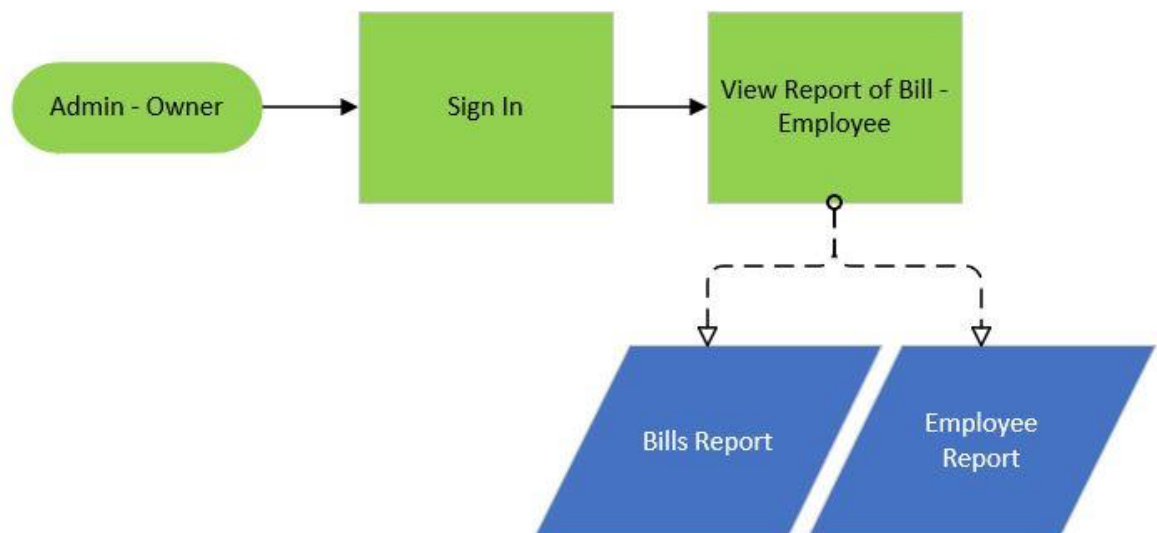 Admin - Owner
Sign In
View Report of Bill -
Employee
Bills Report
Employee
Report